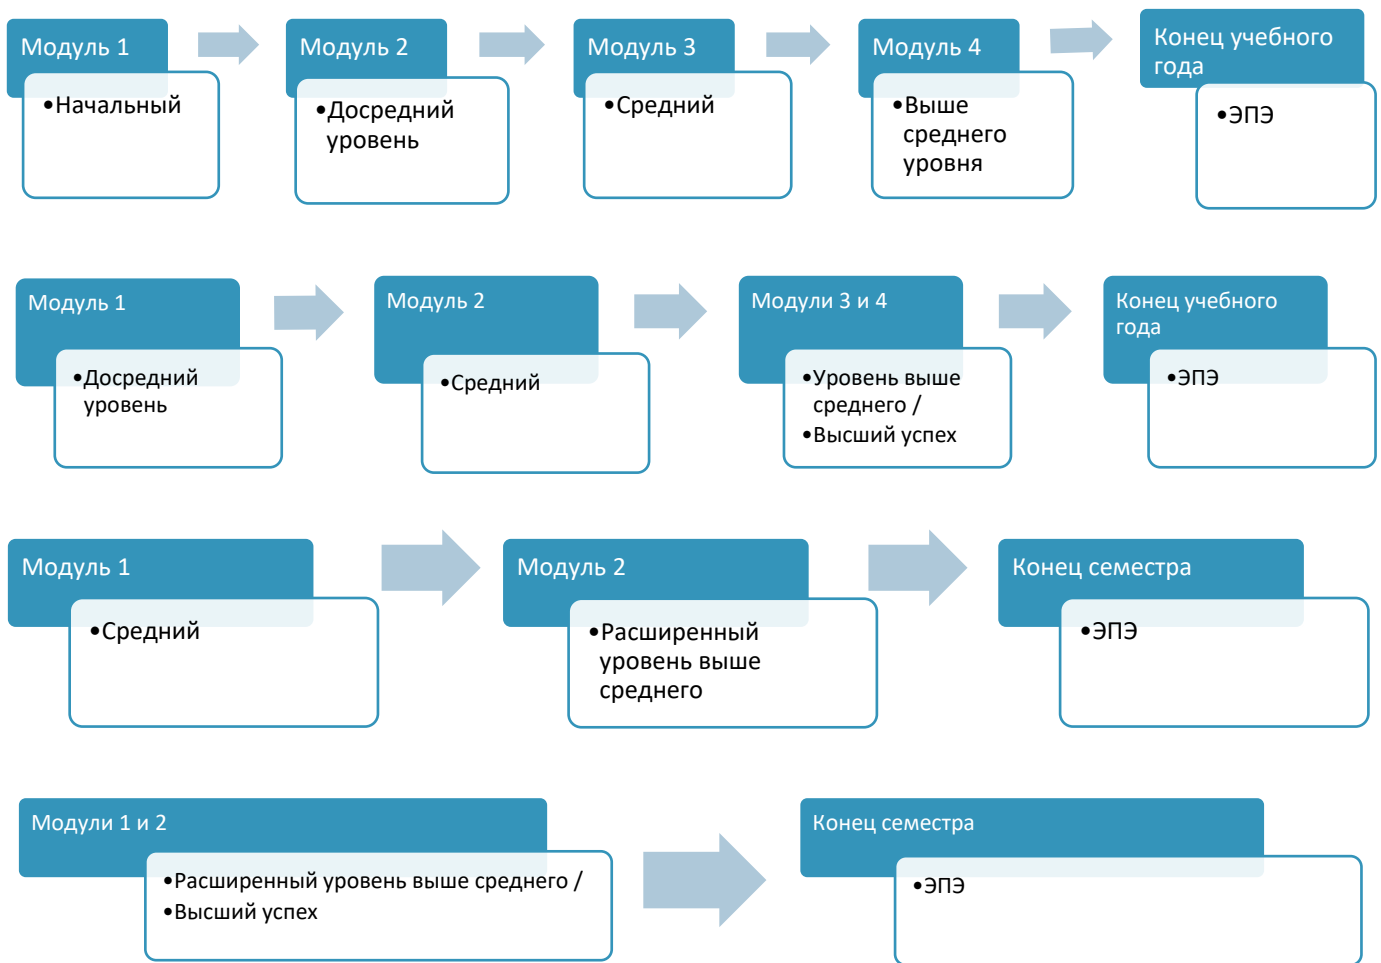 Модуль 1
•Начальный
Модуль 2
•Досредний
уровень
Модуль 3
•Средний
Модуль 4
•Выше
среднего
уровня
Конец учебного
года
•ЭПЭ
Модуль 1
•Досредний
уровень
Модуль 2
•Средний
Модули 3 и 4
•Уровень выше
среднего /
•Высший успех
Конец учебного
года
•ЭПЭ
Модуль 1
•Средний
Модуль 2
•Расширенный
уровень выше
среднего
Конец семестра
•ЭПЭ
Модули 1 и 2
•Расширенный уровень выше среднего /
•Высший успех
Конец семестра
•ЭПЭ